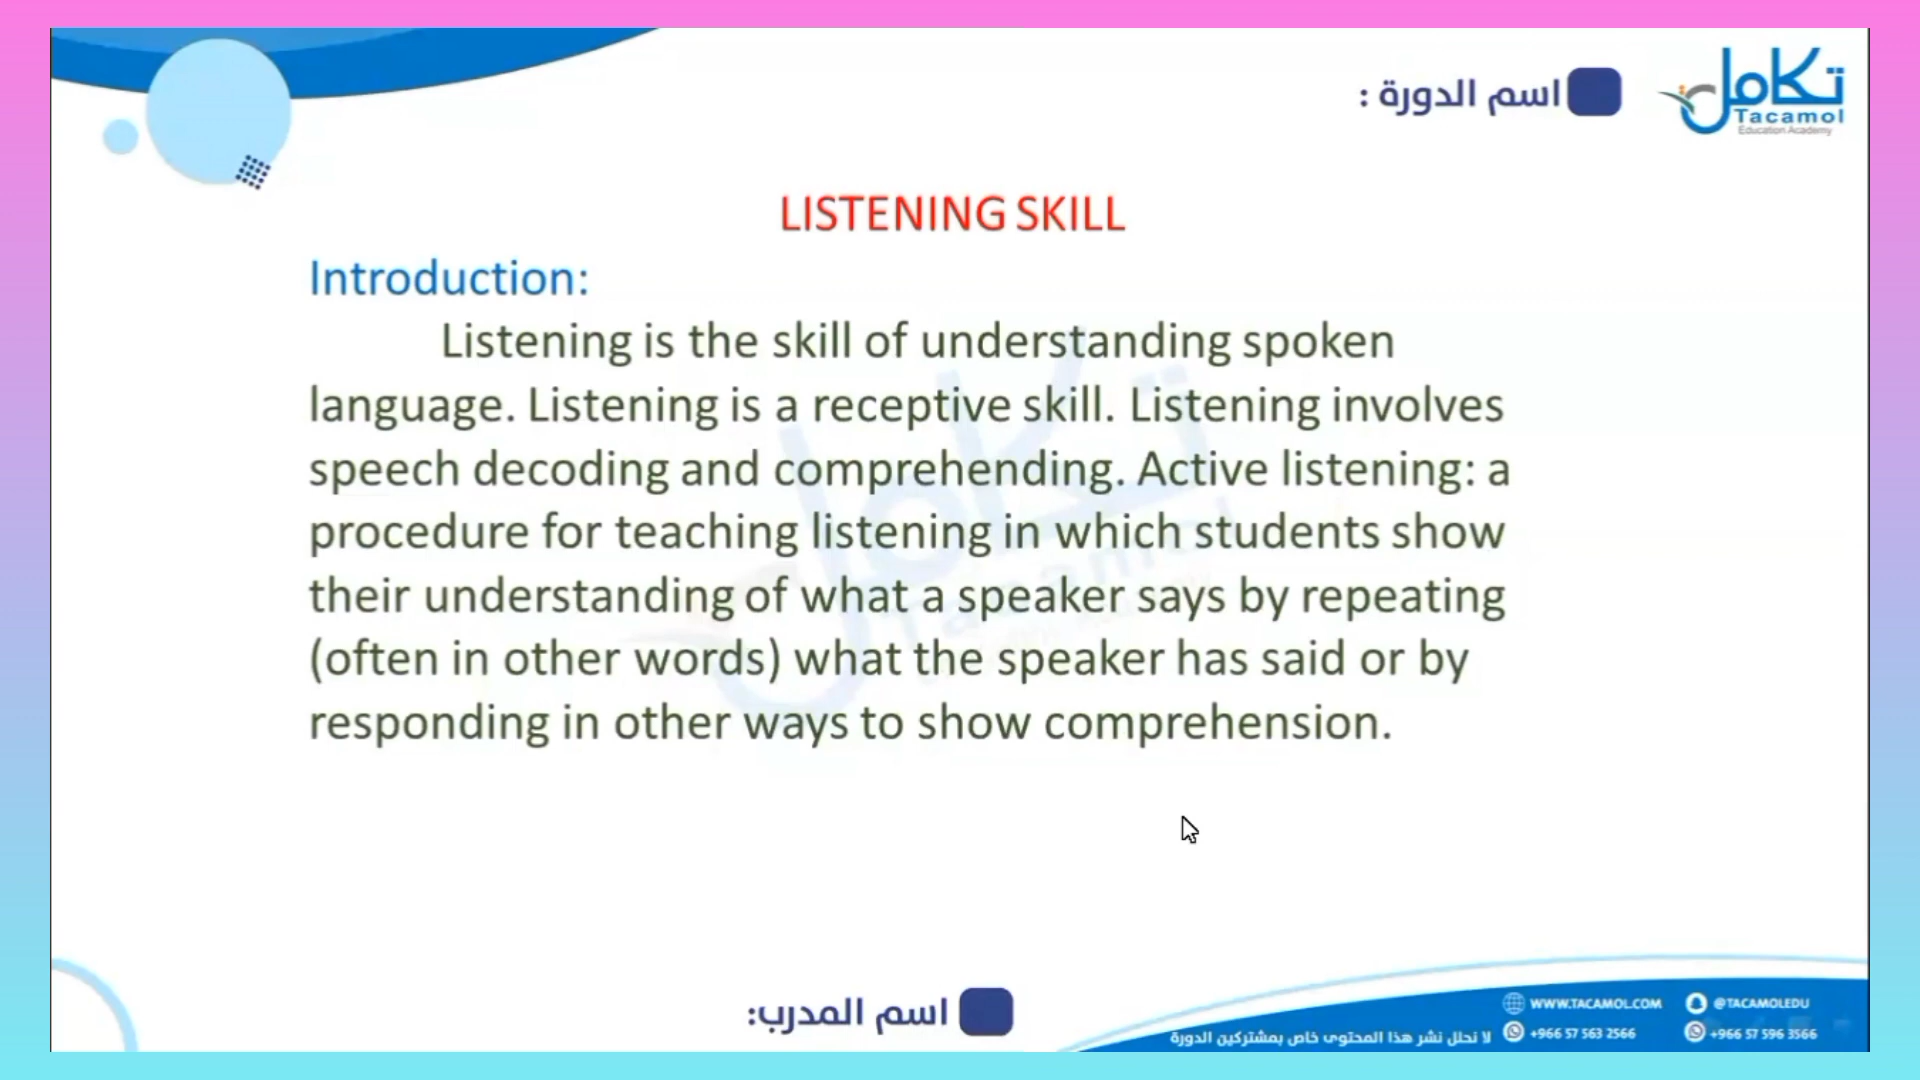 اسم الدورة :
تكامل
Tacamol
Education Academy
LISTENING SKILL
Introduction:
Listening is the skill of understanding spoken
language. Listening is a receptive skill. Listening involves
speech decoding and comprehending. Active listening: a
procedure for teaching listening in which students show
their understanding of what a speaker says by repeating
(often in other words) what the speaker has said or by
responding in other ways to show comprehension.
اسم المدرب:
WWW.TACAMOL.COM
@TACAMOLEDU
لا نحلل نشر هذا المحتوى خاص بمشتركين الدورة
+966 57 563 2566
+966 57 596 3566